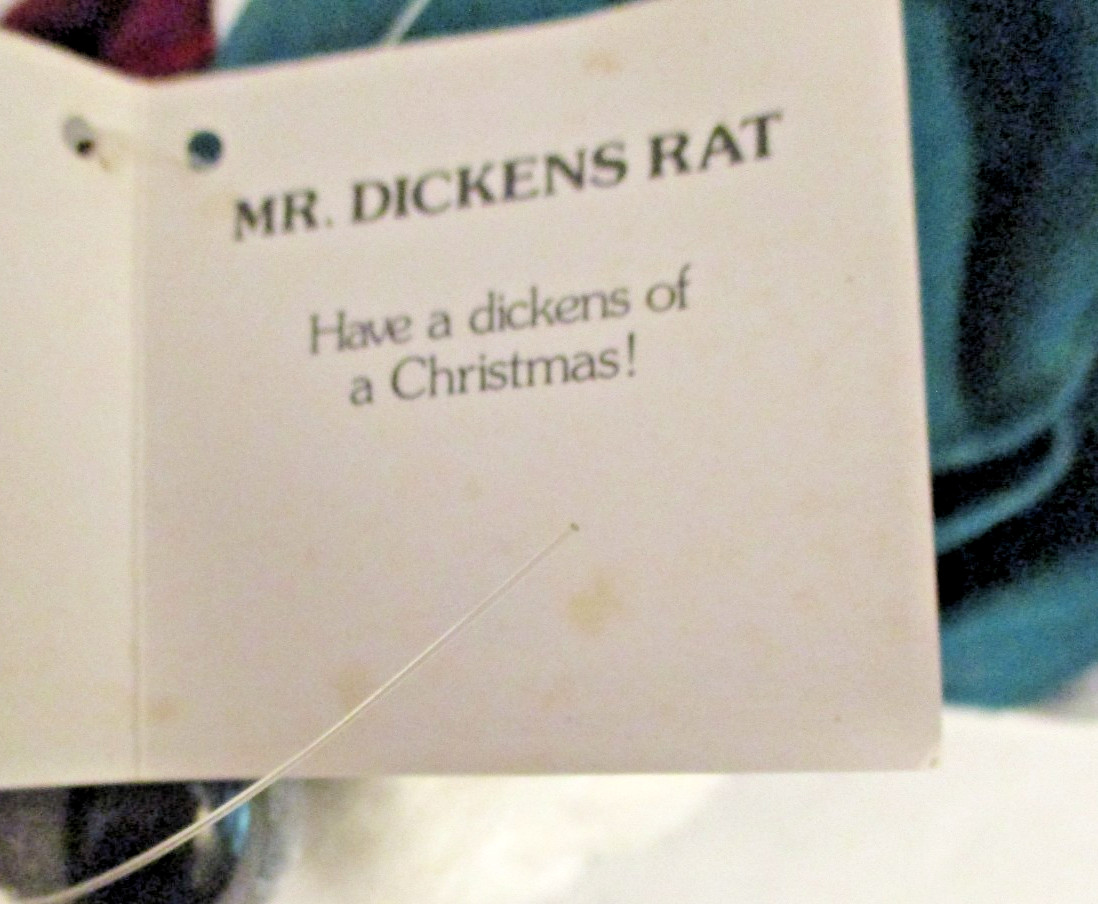 MR. DICKENS RAT
Have a dickens of
a Christmas!